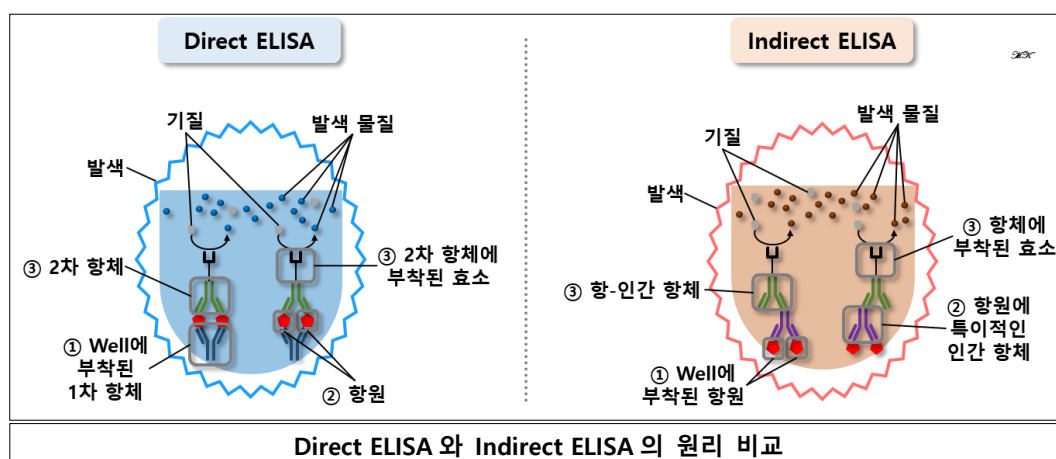 Direct ELISA
기질
발색 물질
발색
③ 2차 항체
③ 2차 항체에
부착된 효소
① Well에
부착된
1차 항체
② 항원
Indirect ELISA
기질
발색 물질
발색
③ 항체에
부착된 효소
③ 항-인간 항체
② 항원에
특이적인
인간 항체
① Well에
부착된 항원
Direct ELISA 와 Indirect ELISA 의 원리 비교